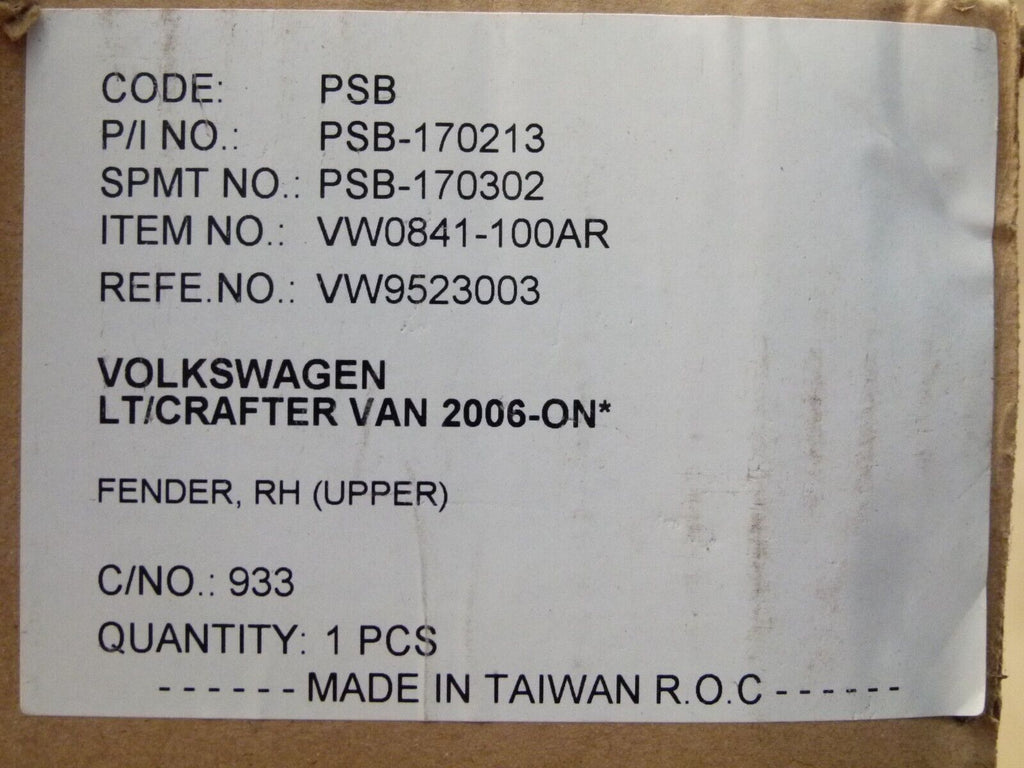 CODE: PSB
P/I NO.: PSB-170213
SPMT NO.: PSB-170302
ITEM NO.: VW0841-100AR
REFE.NO.: VW9523003
VOLKSWAGEN
LT/CRAFTER VAN 2006-ON*
FENDER, RH (UPPER)
C/NO.: 933
QUANTITY: 1 PCS
------MADE IN TAIWAN R.O.C------